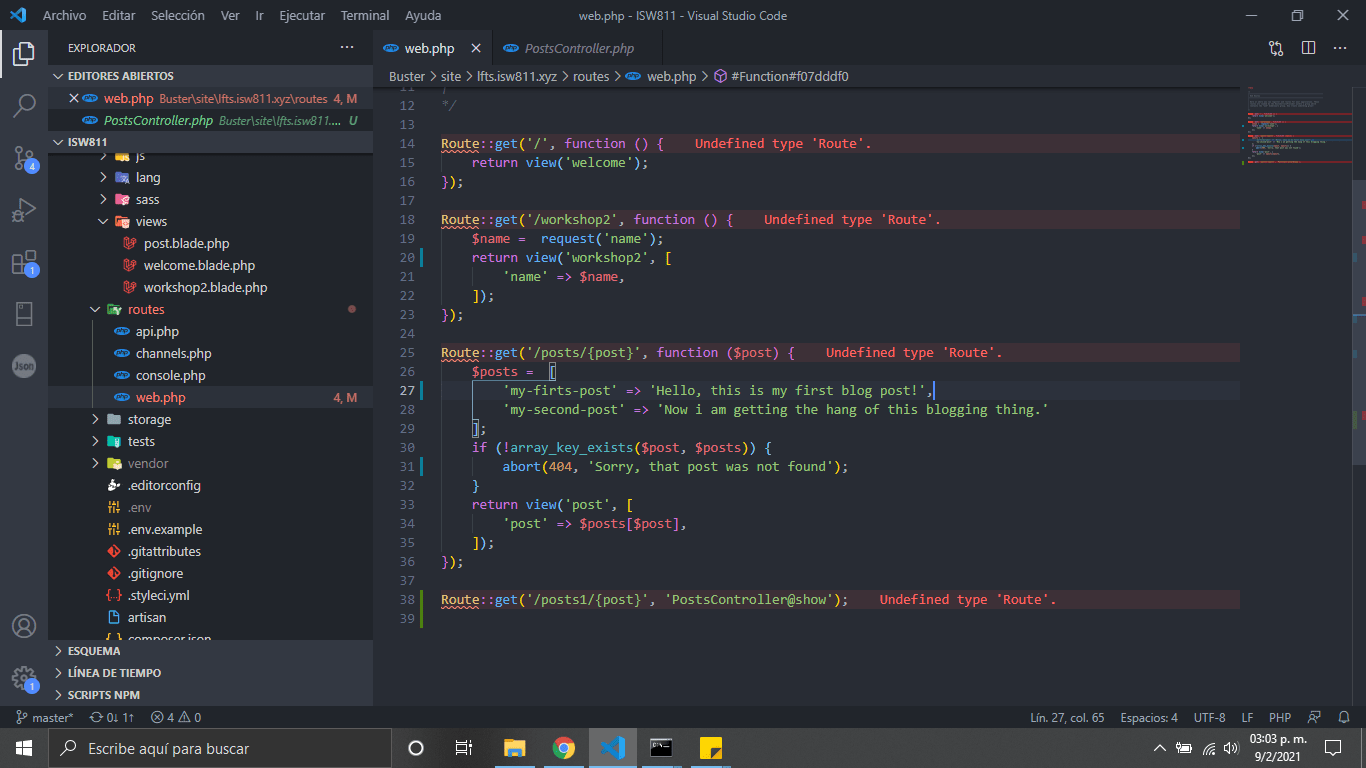 Archivo Editar Selección Ver Ir Ejecutar Terminal Ayuda web.php - ISW811 - Visual Studio Code
EXPLORADOR
EDITORES ABIERTOS
web.php Buster\site\lfts.isw811.xyz\routes 4, M
PostsController.php Buster\site\lfts.isw811.... U
ISW811
js
lang
sass
views
post.blade.php
welcome.blade.php
workshop2.blade.php
routes
api.php
channels.php
console.php
web.php 4, M
storage
tests
vendor
.editorconfig
.env
.env.example
.gitattributes
.gitignore
.styleci.yml
artisan
composer.json
ESQUEMA
LÍNEA DE TIEMPO
SCRIPTS NPM
4
1
Json
1
web.php PostsController.php
Buster > site > lfts.isw811.xyz > routes > web.php > #Function#f07dddf0
11 |
12 */
13
14 Route::get('/', function () { Undefined type 'Route'.
15 return view('welcome');
16 });
17
18 Route::get('/workshop2', function () { Undefined type 'Route'.
19 $name =  request('name');
20 return view('workshop2', [
21 'name' => $name,
22 ]);
23 });
24
25 Route::get('/posts/{post}', function ($post) { Undefined type 'Route'.
26 $posts =  [
27 'my-firts-post' => 'Hello, this is my first blog post!',
28 'my-second-post' => 'Now i am getting the hang of this blogging thing.'
29 ];
30 if (!array_key_exists($post, $posts)) {
31 abort(404, 'Sorry, that post was not found');
32 }
33 return view('post', [
34 'post' => $posts[$post],
35 ]);
36 });
37
38 Route::get('/posts1/{post}', 'PostsController@show'); Undefined type 'Route'.
39
master* 0↓ 1↑ 4 0 Lín. 27, col. 65 Espacios: 4 UTF-8 LF PHP
Escribe aquí para buscar
03:03 p. m.
9/2/2021